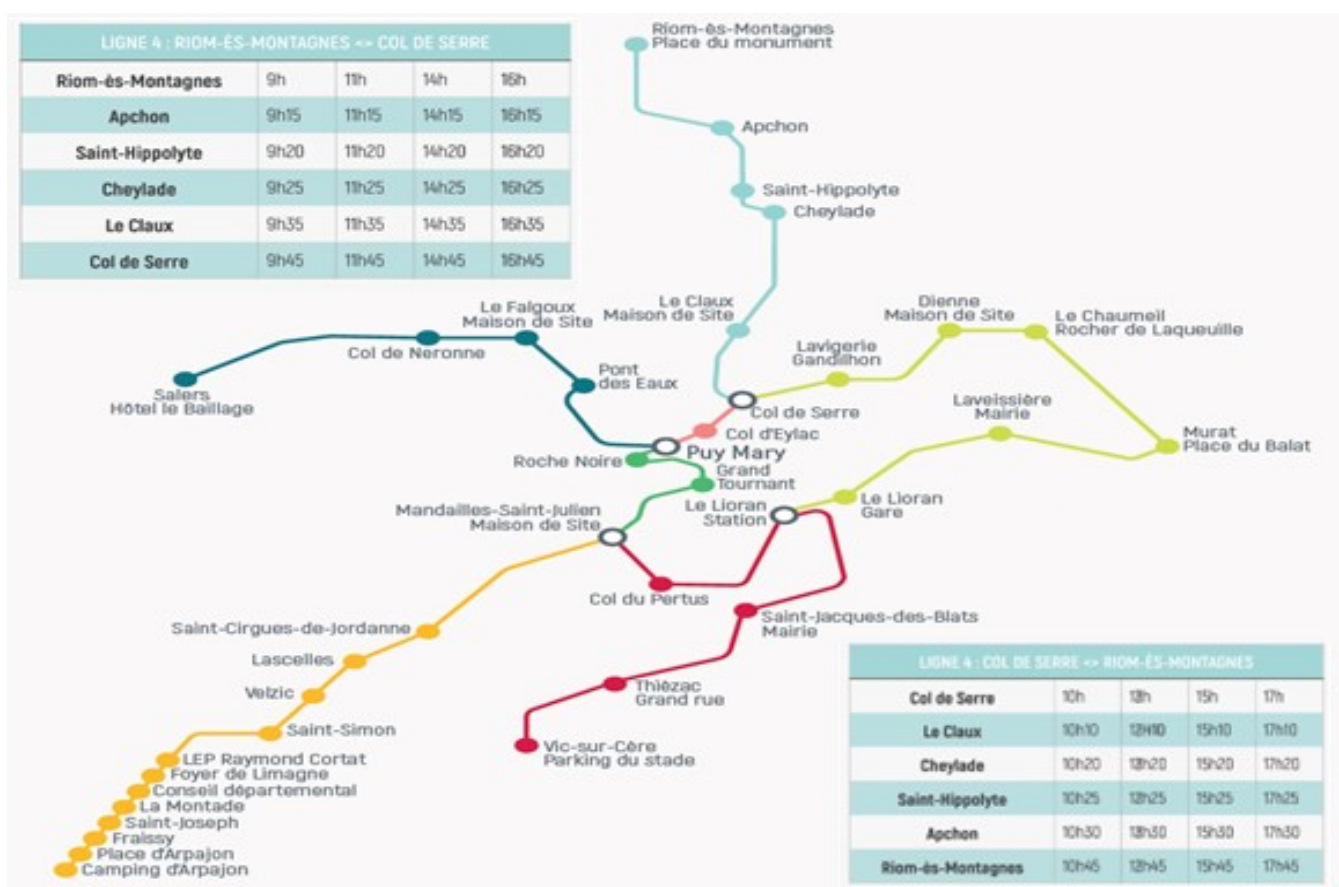 LIGNE 4 : RIOM-ÈS-MONTAGNES <> COL DE SERRE
Riom-ès-Montagnes 9h 11h 14h 16h
Apchon 9h15 11h15 14h15 16h15
Saint-Hippolyte 9h20 11h20 14h20 16h20
Cheylade 9h25 11h25 14h25 16h25
Le Claux 9h35 11h35 14h35 16h35
Col de Serre 9h45 11h45 14h45 16h45
Riom-ès-Montagnes
Place du monument
Apchon
Saint-Hippolyte
Cheylade
Le Claux
Maison de Site
Dienne
Maison de Site
Le Chaumeil
Rocher de Laqueuille
Le Falgoux
Maison de Site
Col de Neronne
Lavigerie
Gandilhon
Pont
des Eaux
Salers
Hôtel le Baillage
Col de Serre
Laveissière
Mairie
Col d'Eylac
Murat
Place du Balat
Puy Mary
Roche Noire
Grand
Tournant
Le Lioran
Station
Le Lioran
Gare
Mandailles-Saint-Julien
Maison de Site
Col du Pertus
Saint-Jacques-des-Blats
Mairie
Saint-Cirgues-de-Jordanne
Lascelles
Velzic
Saint-Simon
Thiézac
Grand rue
Vic-sur-Cère
Parking du stade
LEP Raymond Cortat
Foyer de Limagne
Conseil départemental
La Montade
Saint-Joseph
Fraissy
Place d'Arpajon
Camping d'Arpajon
LIGNE 4 : COL DE SERRE <> RIOM-ÈS-MONTAGNES
Col de Serre 10h 15h 17h
Le Claux 10h10 15h10 17h10
Cheylade 10h20 15h20 17h20
Saint-Hippolyte 10h25 15h25 17h25
Apchon 10h30 15h30 17h30
Riom-ès-Montagnes 10h45 15h45 17h45